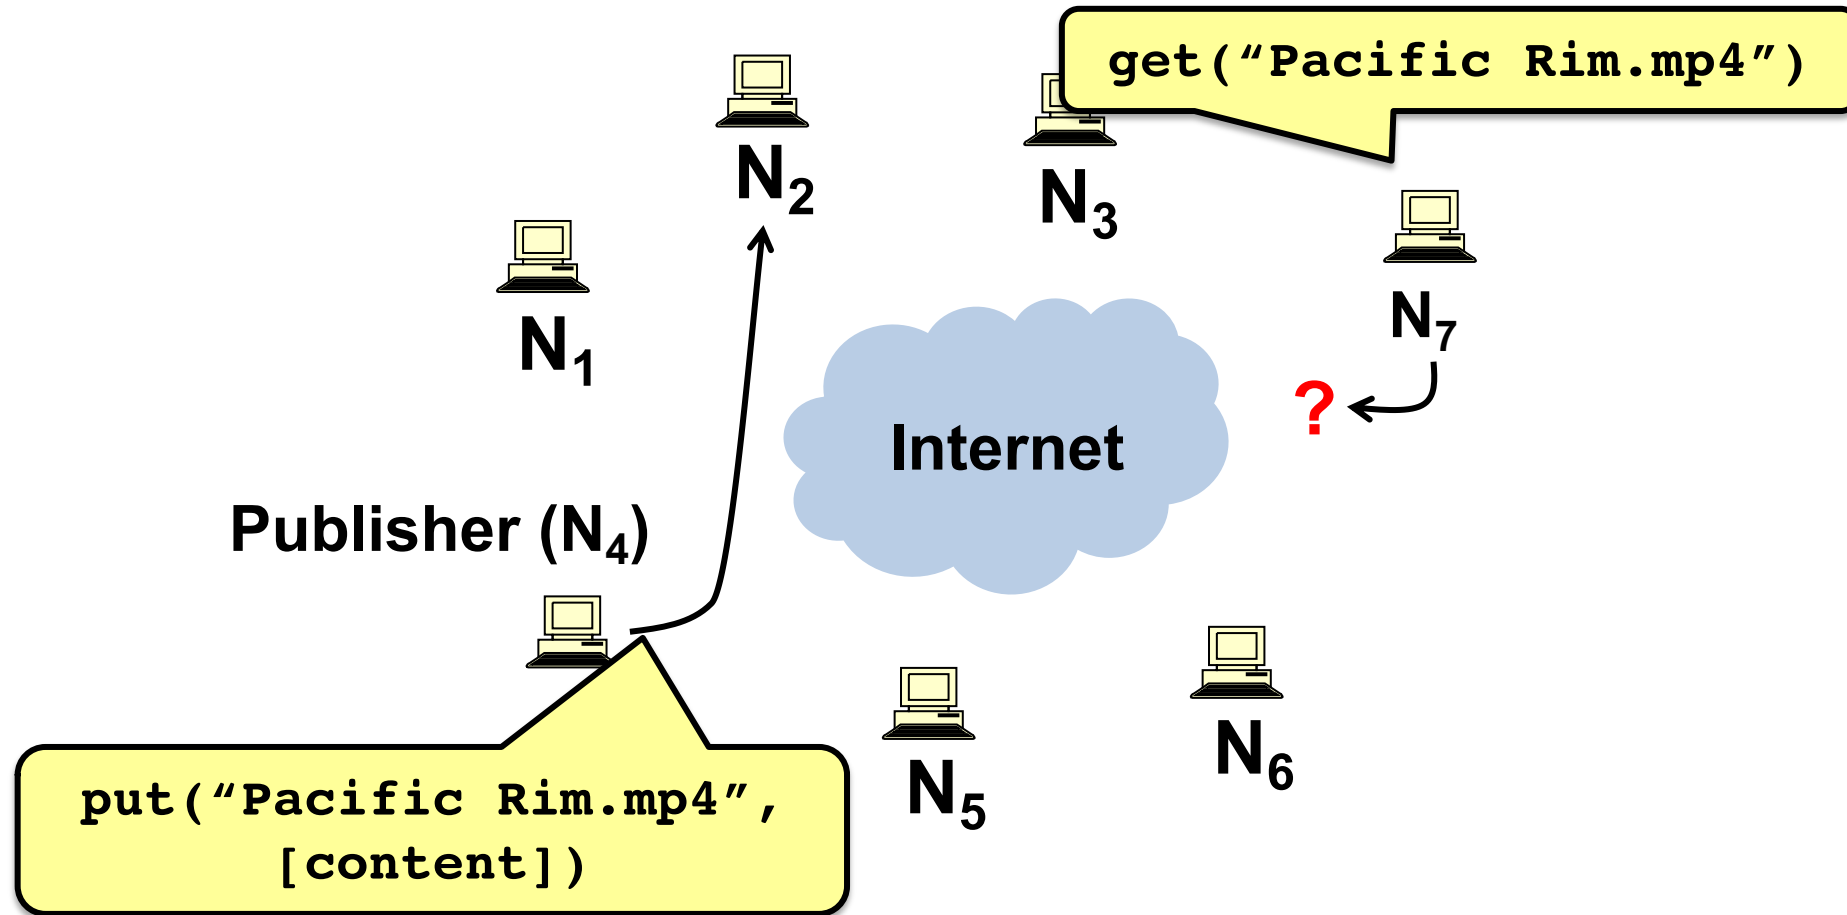 get(“Pacific Rim.mp4”)
N2
N3
N1
N7
?
Internet
Publisher (N4)
N6
N5
put(“Pacific Rim.mp4”,
[content])